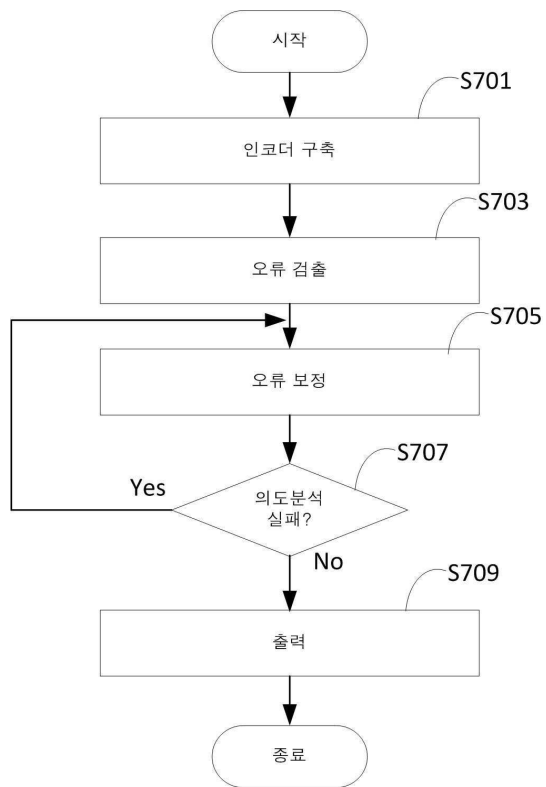 시작
S701
인코더 구축
S703
오류 검출
S705
오류 보정
S707
Yes
의도분석
실패?
No
S709
출력
종료